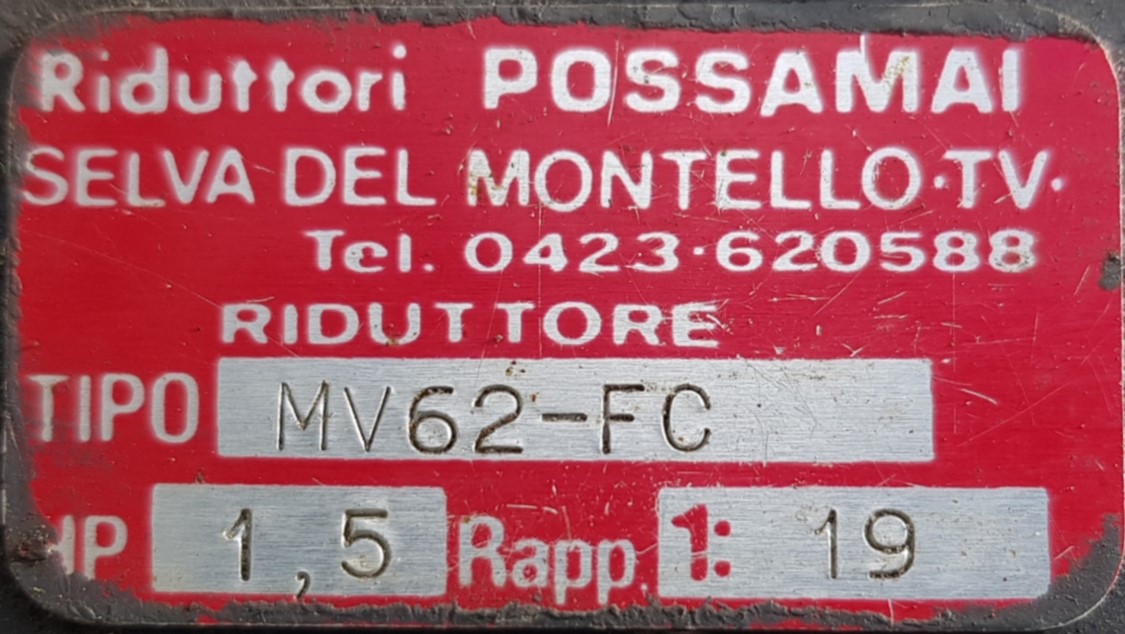 Riduttori POSSAMAI
SELVA DEL MONTELLO·TV·
Tel. 0423·620588
RIDUTTORE
TIPO MV62-FC
HP 1,5 Rapp. 1: 19